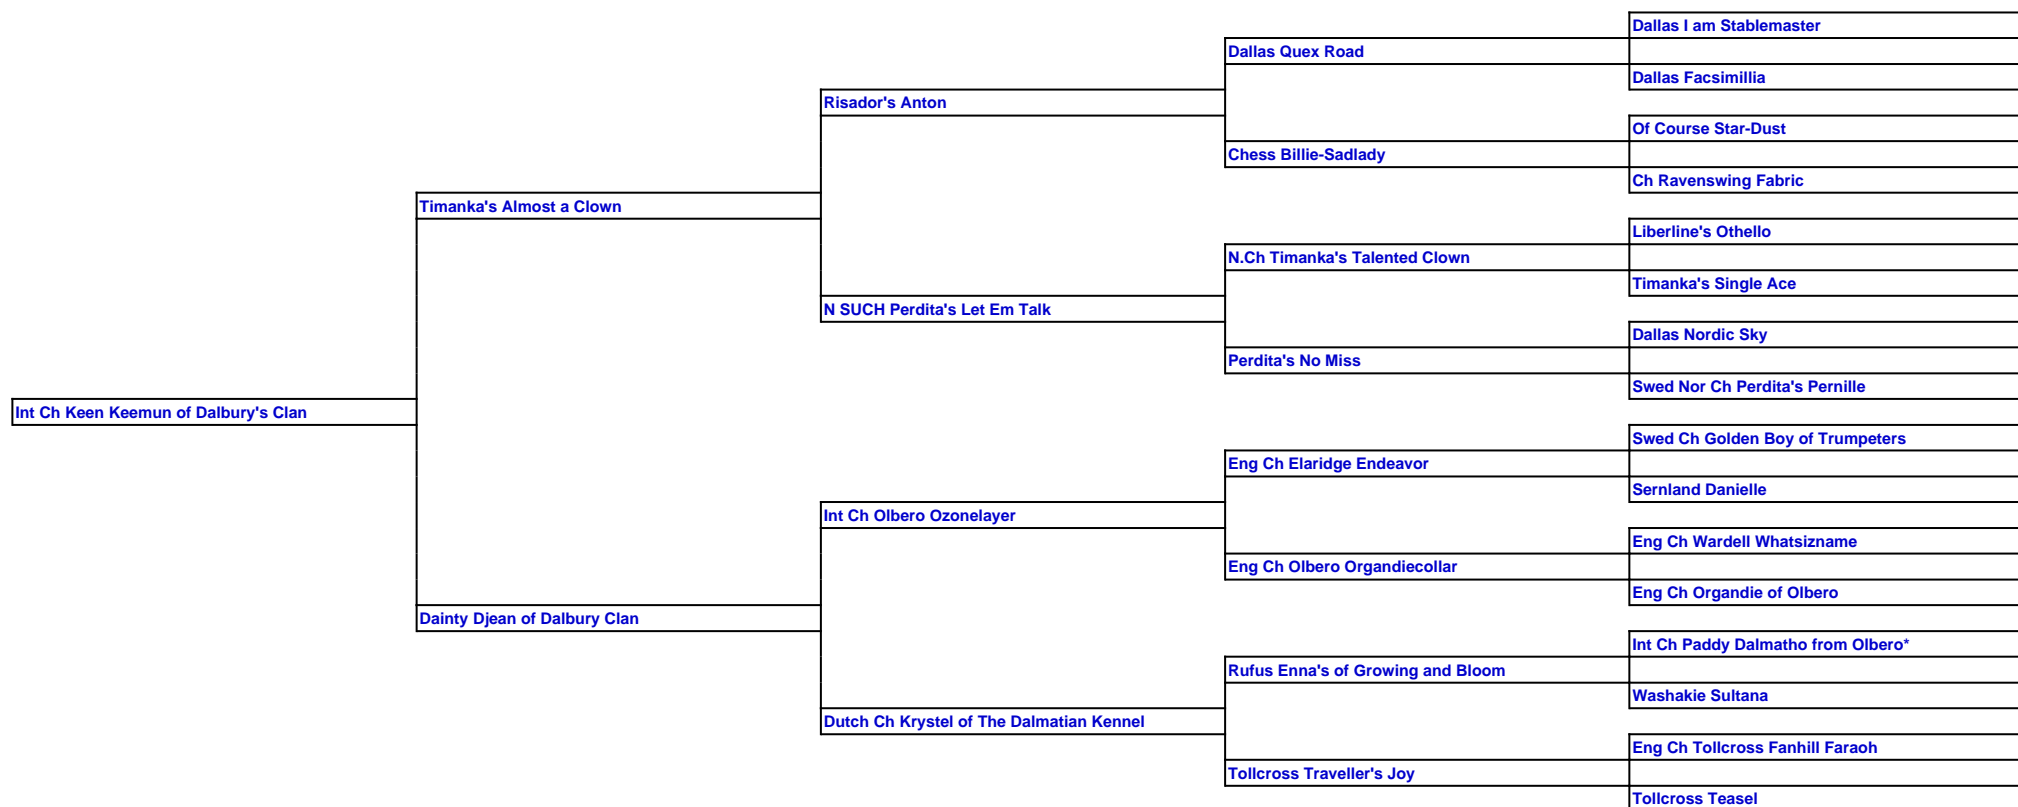 Dallas I am Stablemaster
Dallas Quex Road
Dallas Facsimillia
Risador's Anton
Of Course Star-Dust
Chess Billie-Sadlady
Ch Ravenswing Fabric
Timanka's Almost a Clown
Liberline's Othello
N.Ch Timanka's Talented Clown
Timanka's Single Ace
N SUCH Perdita's Let Em Talk
Dallas Nordic Sky
Perdita's No Miss
Swed Nor Ch Perdita's Pernille
Int Ch Keen Keemun of Dalbury's Clan
Swed Ch Golden Boy of Trumpeters
Eng Ch Elaridge Endeavor
Sernland Danielle
Int Ch Olbero Ozonelayer
Eng Ch Wardell Whatsizname
Eng Ch Olbero Organdiecollar
Eng Ch Organdie of Olbero
Dainty Djean of Dalbury Clan
Int Ch Paddy Dalmatho from Olbero*
Rufus Enna's of Growing and Bloom
Washakie Sultana
Dutch Ch Krystel of The Dalmatian Kennel
Eng Ch Tollcross Fanhill Faraoh
Tollcross Traveller's Joy
Tollcross Teasel